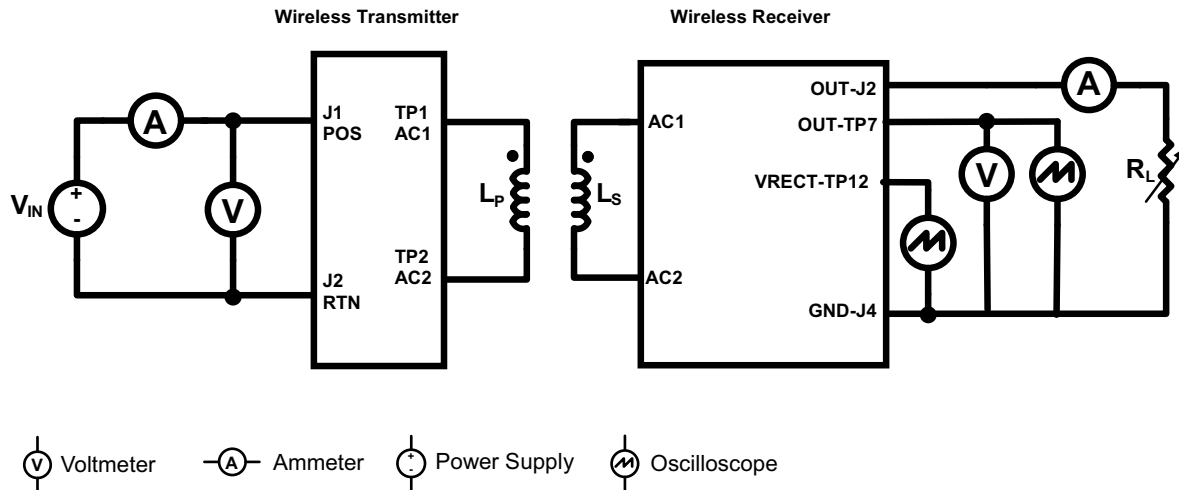 Wireless Transmitter
Wireless Receiver
A
J1
POS
TP1
AC1
V
VIN
+
-
J2
RTN
TP2
AC2
LP
LS
AC1
AC2
OUT-J2
OUT-TP7
VRECT-TP12
GND-J4
A
V
RL
V Voltmeter
A Ammeter
+
- Power Supply
Oscilloscope